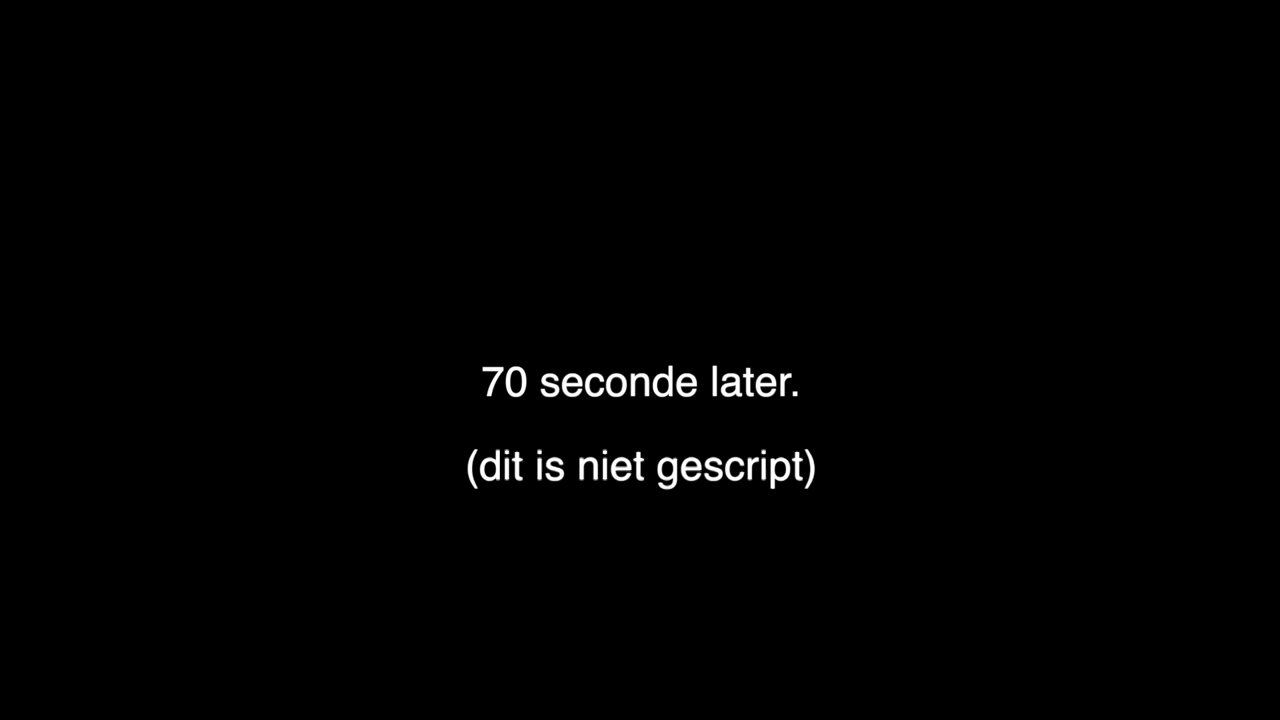 70 seconde later.
(dit is niet gescript)